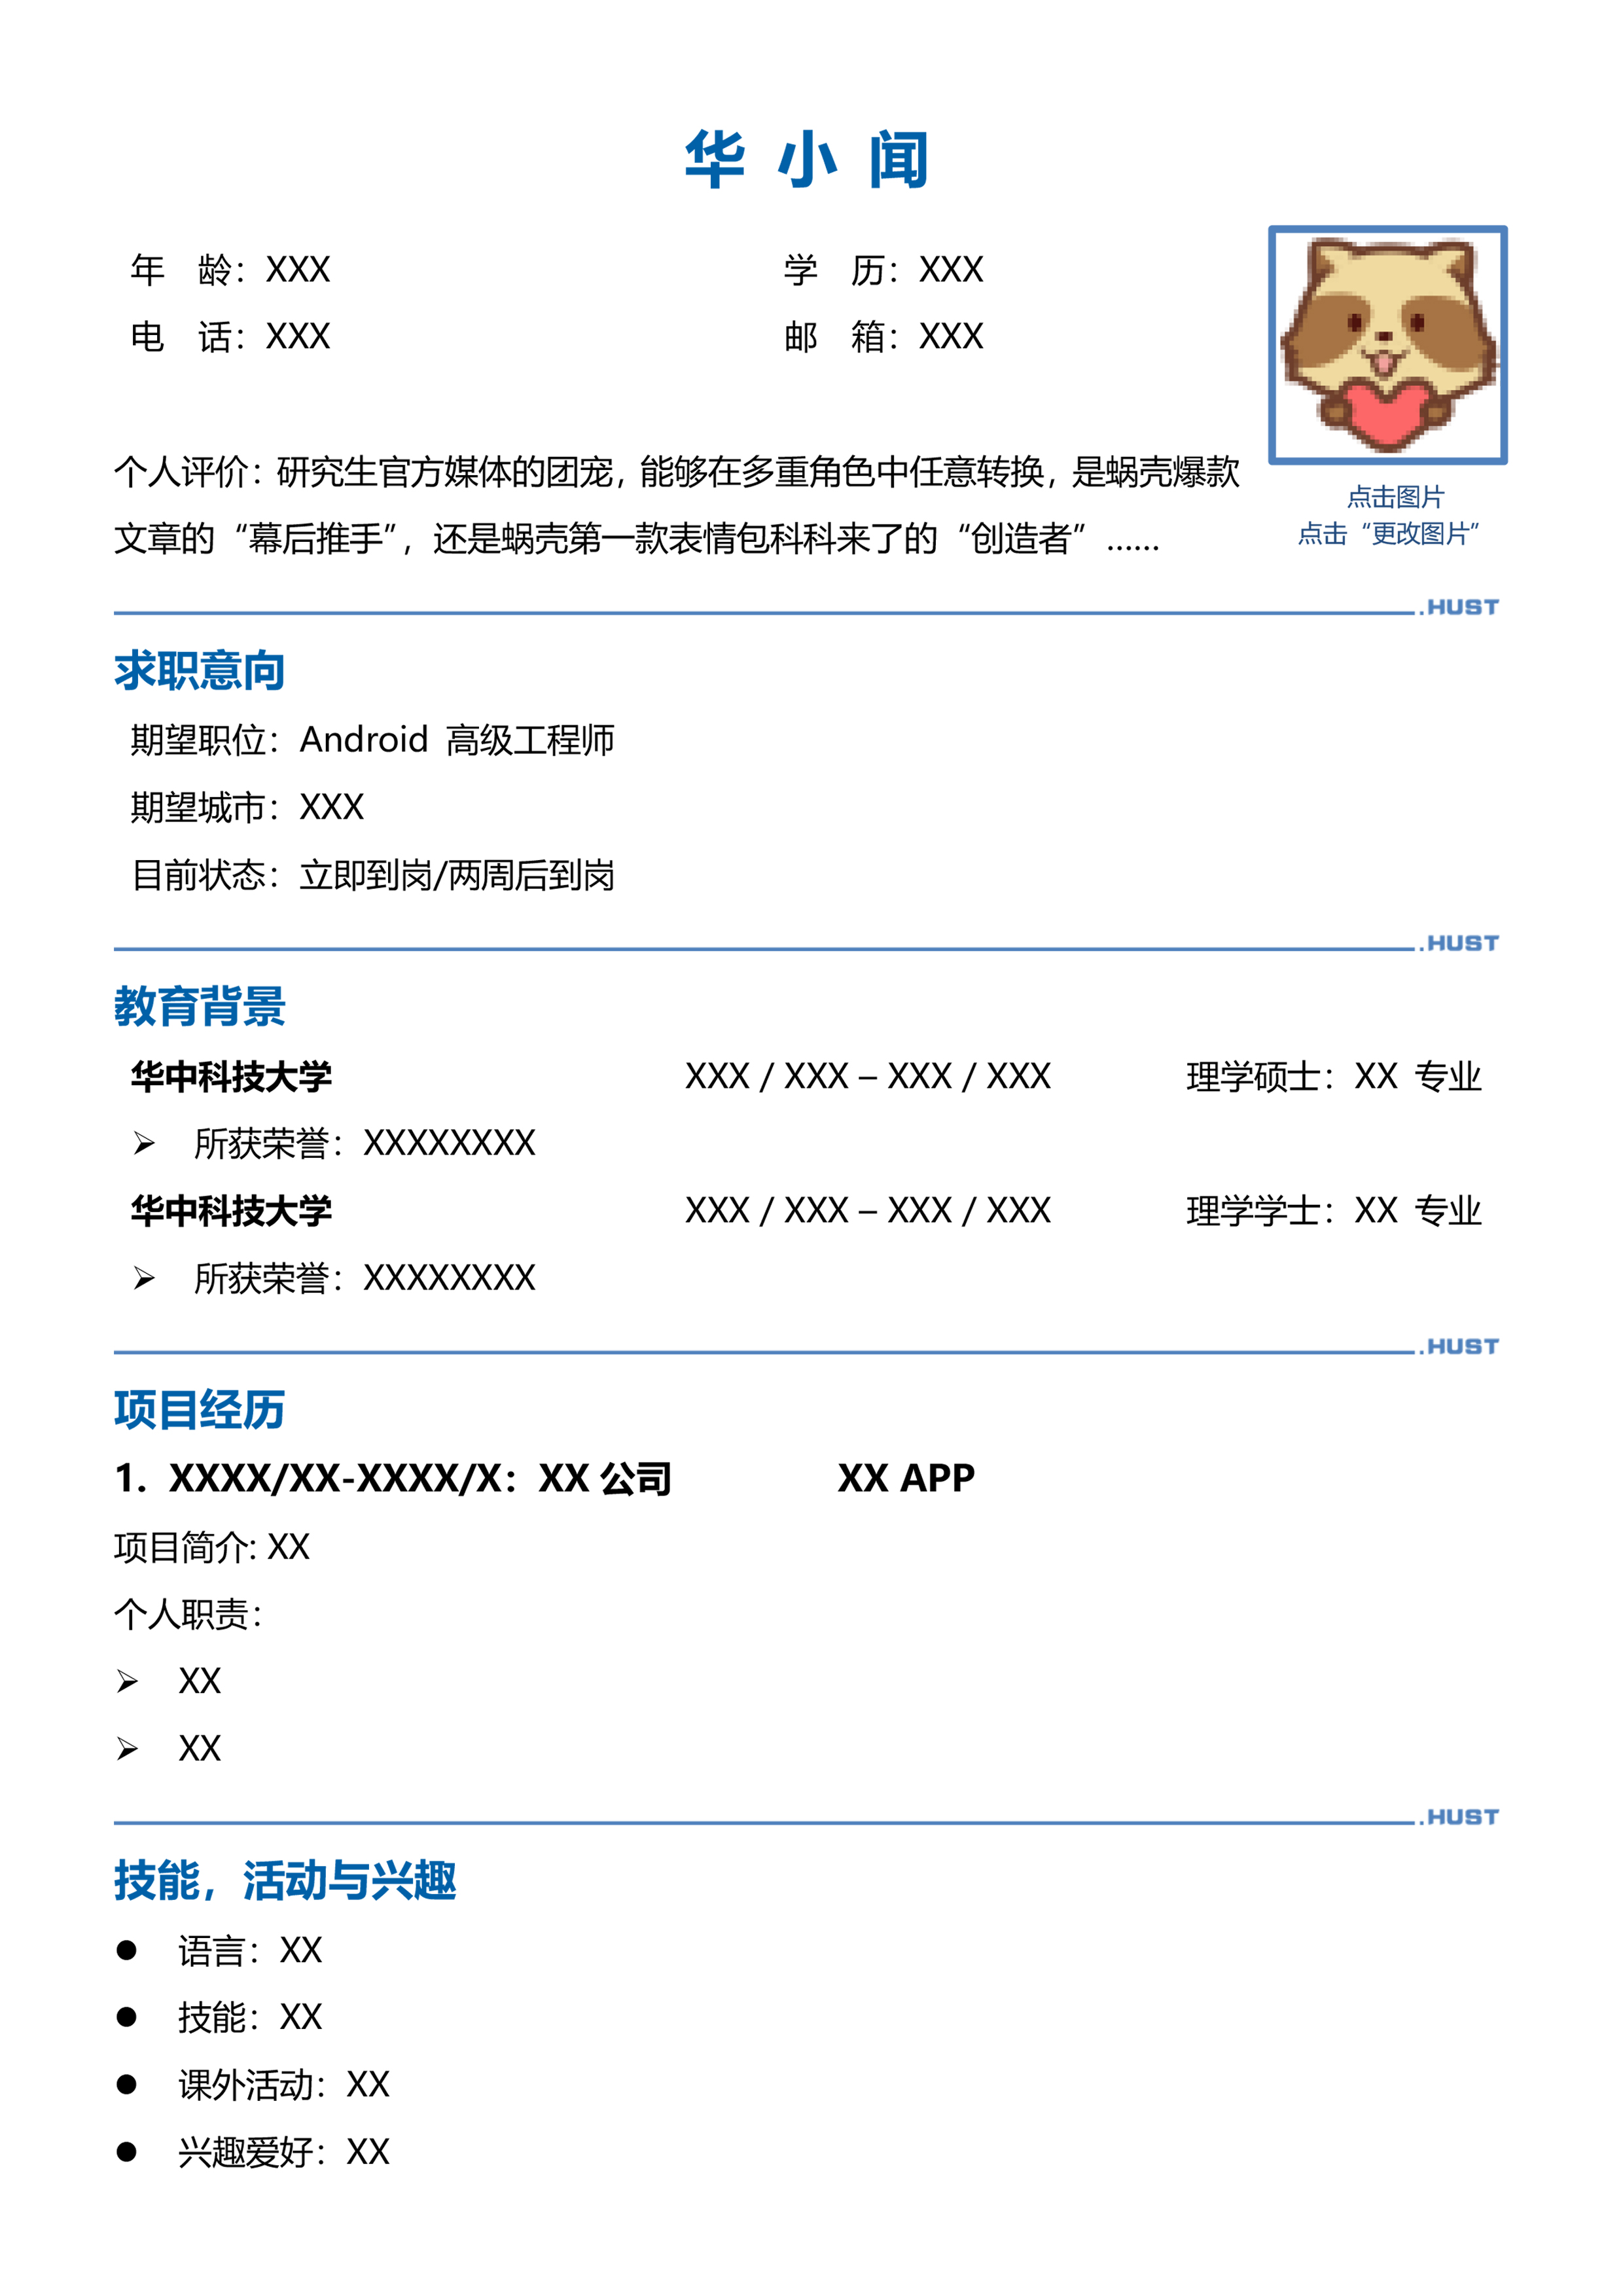 华 小 闻
年 龄：XXX 学 历：XXX
电 话：XXX 邮 箱：XXX
个人评价：研究生官方媒体的团宠，能够在多重角色中任意转换，是蜗壳爆款
文章的“幕后推手”，还是蜗壳第一款表情包科科来了的“创造者”……
点击图片
点击“更改图片”
.HUST
求职意向
期望职位：Android 高级工程师
期望城市：XXX
目前状态：立即到岗/两周后到岗
.HUST
教育背景
华中科技大学 XXX / XXX – XXX / XXX 理学硕士：XX 专业
➢ 所获荣誉：XXXXXXXX
华中科技大学 XXX / XXX – XXX / XXX 理学学士：XX 专业
➢ 所获荣誉：XXXXXXXX
.HUST
项目经历
1. XXXX/XX-XXXX/X：XX 公司 XX APP
项目简介: XX
个人职责：
➢ XX
➢ XX
.HUST
技能，活动与兴趣
● 语言：XX
● 技能：XX
● 课外活动：XX
● 兴趣爱好：XX